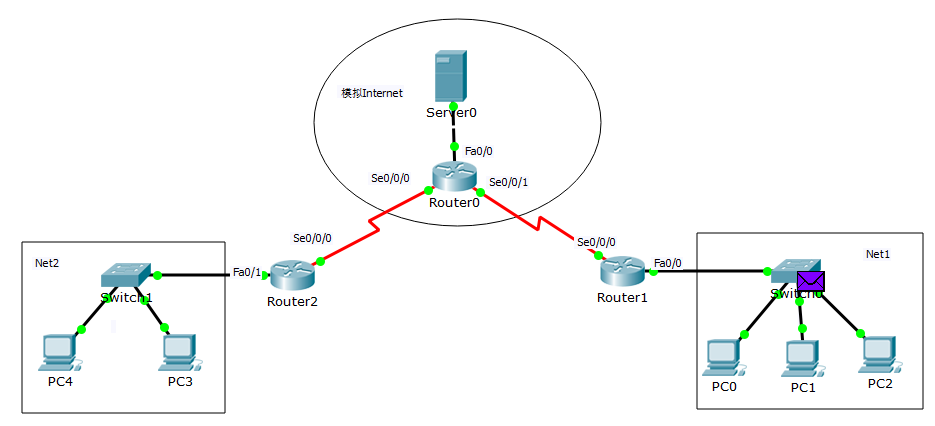 模拟Internet
Server0
Fa0/0
Se0/0/0
Se0/0/1
Router0
Se0/0/0
Se0/0/0
Net2
Net1
Fa0/1
Fa0/0
Switch1
Router2
Router1
PC4
PC3
PC0
PC1
PC2